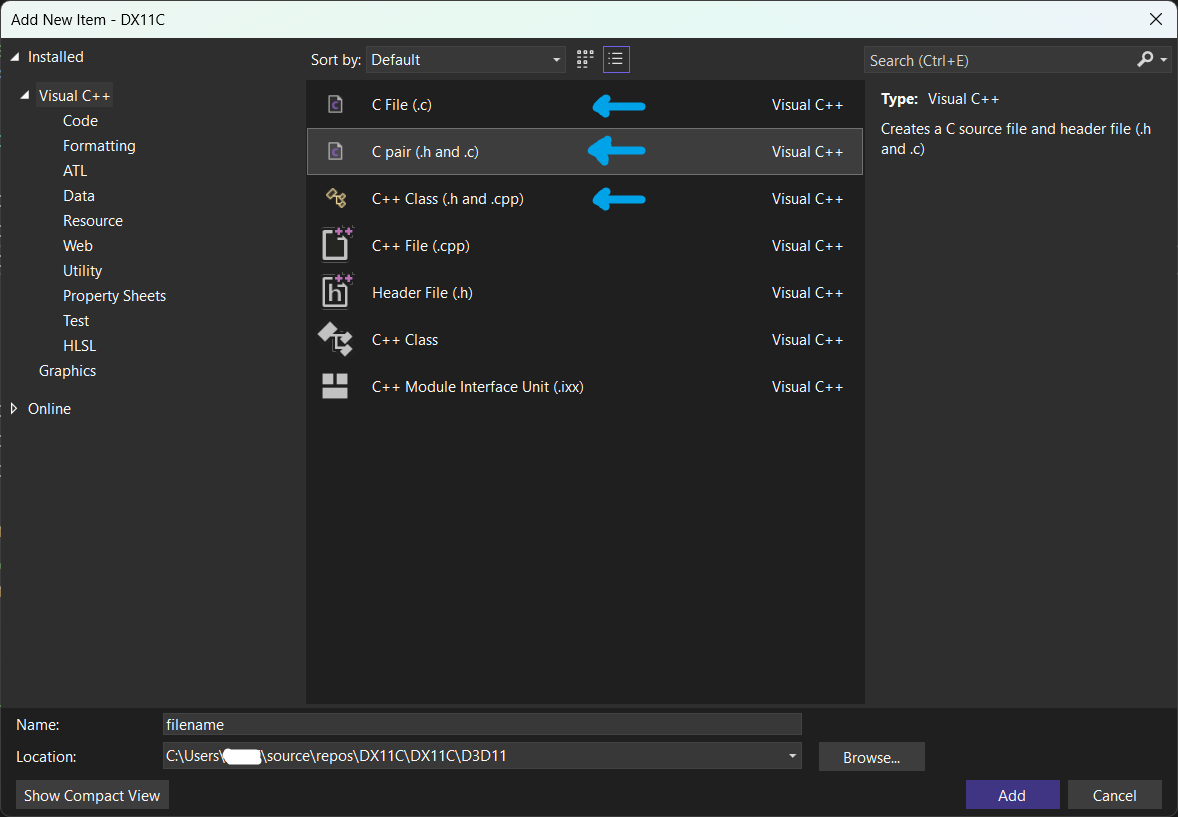 Add New Item - DX11C
Installed
Visual C++
Code
Formatting
ATL
Data
Resource
Web
Utility
Property Sheets
Test
HLSL
Graphics
Online
Sort by: Default
C File (.c) Visual C++
C pair (.h and .c) Visual C++
C++ Class (.h and .cpp) Visual C++
C++ File (.cpp) Visual C++
Header File (.h) Visual C++
C++ Class Visual C++
C++ Module Interface Unit (.ixx) Visual C++
Search (Ctrl+E)
Type: Visual C++
Creates a C source file and header file (.h
and .c)
Name: filename
Location: C:\Users\ \source\repos\DX11C\DX11C\D3D11
Browse...
Show Compact View
Add
Cancel